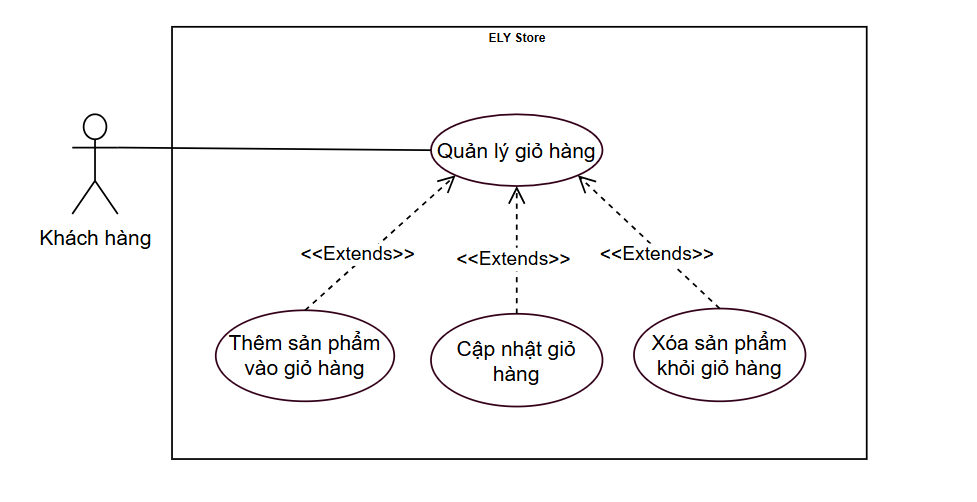 ELY Store
Quản lý giỏ hàng
Khách hàng
<<Extends>>
<<Extends>>
<<Extends>>
Thêm sản phẩm
vào giỏ hàng
Cập nhật giỏ
hàng
Xóa sản phẩm
khỏi giỏ hàng